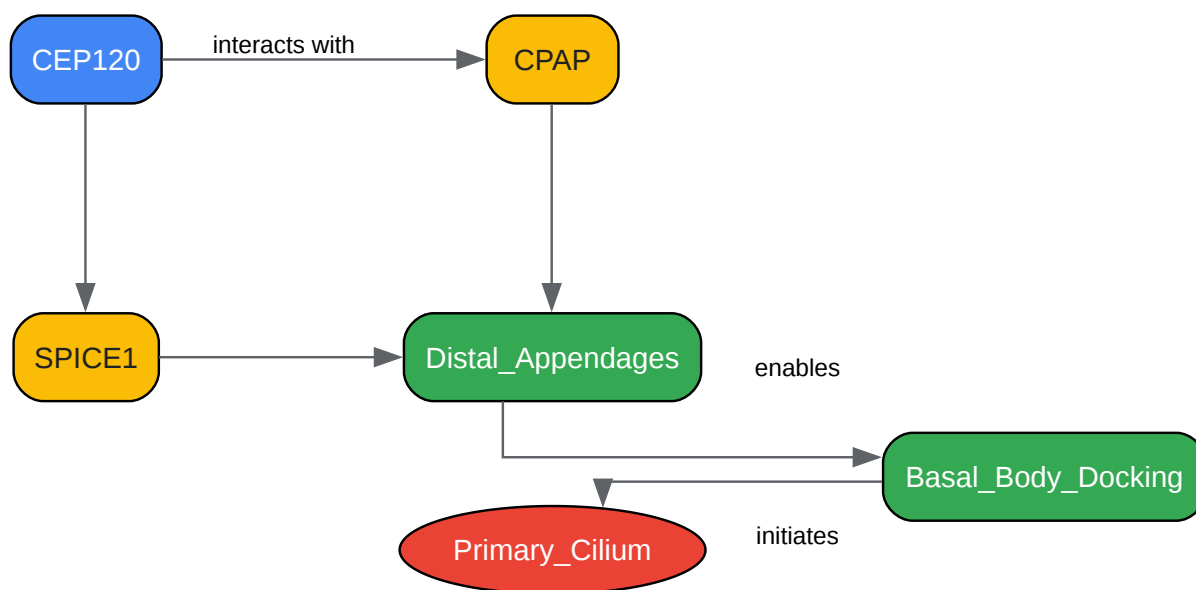 CEP120
interacts with
CPAP
SPICE1
Distal_Appendages
enables
Basal_Body_Docking
initiates
Primary_Cilium